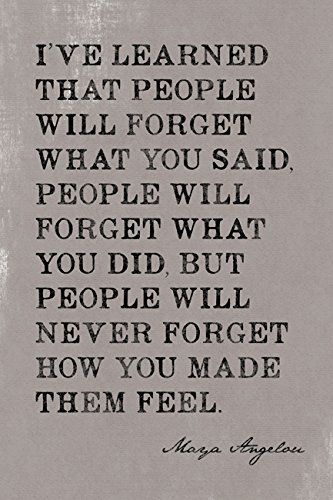 I'VE LEARNED
THAT PEOPLE
WILL FORGET
WHAT YOU SAID,
PEOPLE WILL
FORGET WHAT
YOU DID, BUT
PEOPLE WILL
NEVER FORGET
HOW YOU MADE
THEM FEEL.
Maya Angelou